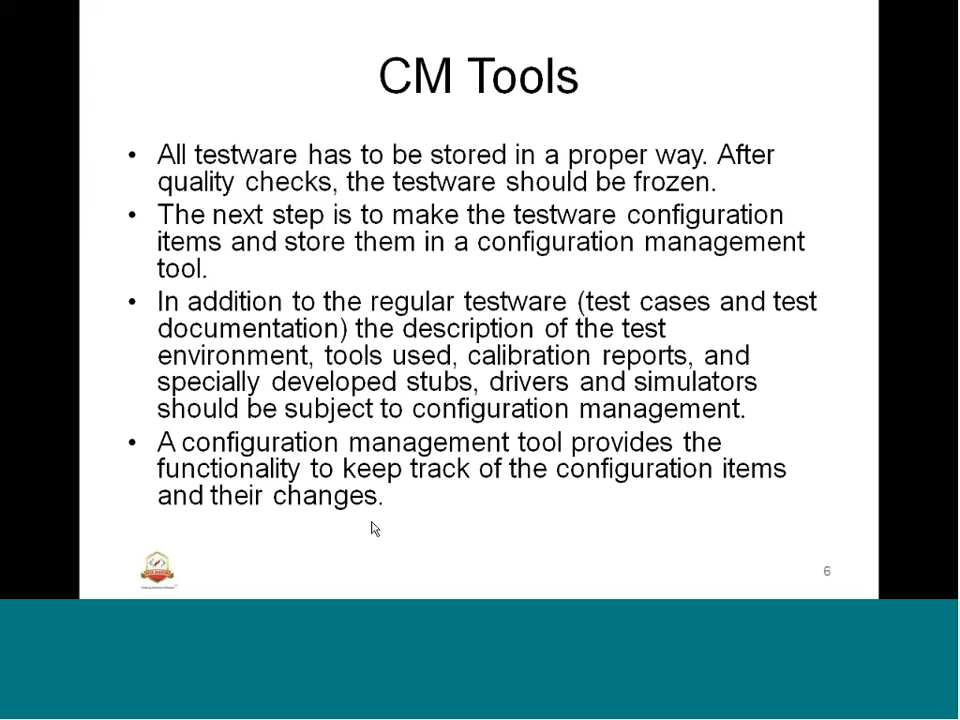 CM Tools
• All testware has to be stored in a proper way. After
quality checks, the testware should be frozen.
• The next step is to make the testware configuration
items and store them in a configuration management
tool.
• In addition to the regular testware (test cases and test
documentation) the description of the test
environment, tools used, calibration reports, and
specially developed stubs, drivers and simulators
should be subject to configuration management.
• A configuration management tool provides the
functionality to keep track of the configuration items
and their changes.
6